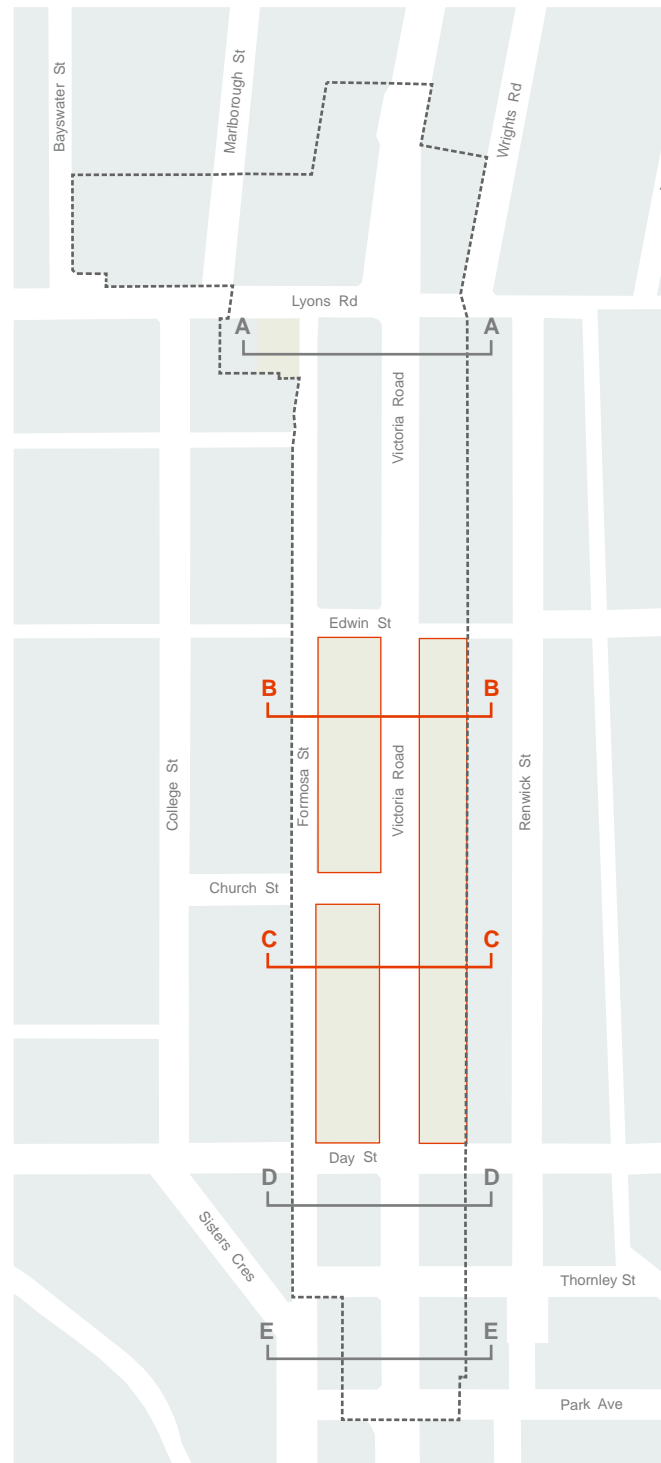 Bayswater St
Marlborough St
Wrights Rd
Lyons Rd
A
A
Victoria Road
Edwin St
B
B
College St
Formosa St
Victoria Road
Renwick St
Church St
C
C
Day St
D
D
Sisters Cres
Thornley St
E
E
Park Ave